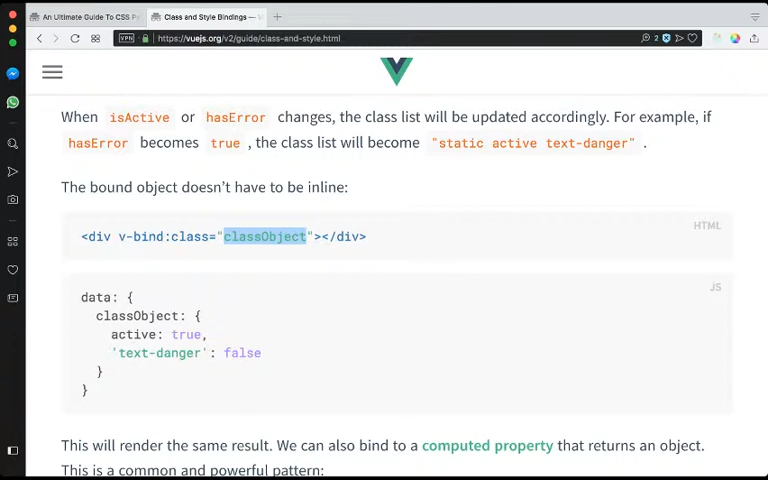 An Ultimate Guide To CSS P
Class and Style Bindings —
VPN
https://vuejs.org/v2/guide/class-and-style.html
2
When isActive or hasError changes, the class list will be updated accordingly. For example, if
hasError becomes true , the class list will become "static active text-danger" .
The bound object doesn’t have to be inline:
HTML
<div v-bind:class="classObject"></div>
JS
data: {
classObject: {
active: true,
'text-danger': false
}
}
This will render the same result. We can also bind to a computed property that returns an object.
This is a common and powerful pattern: